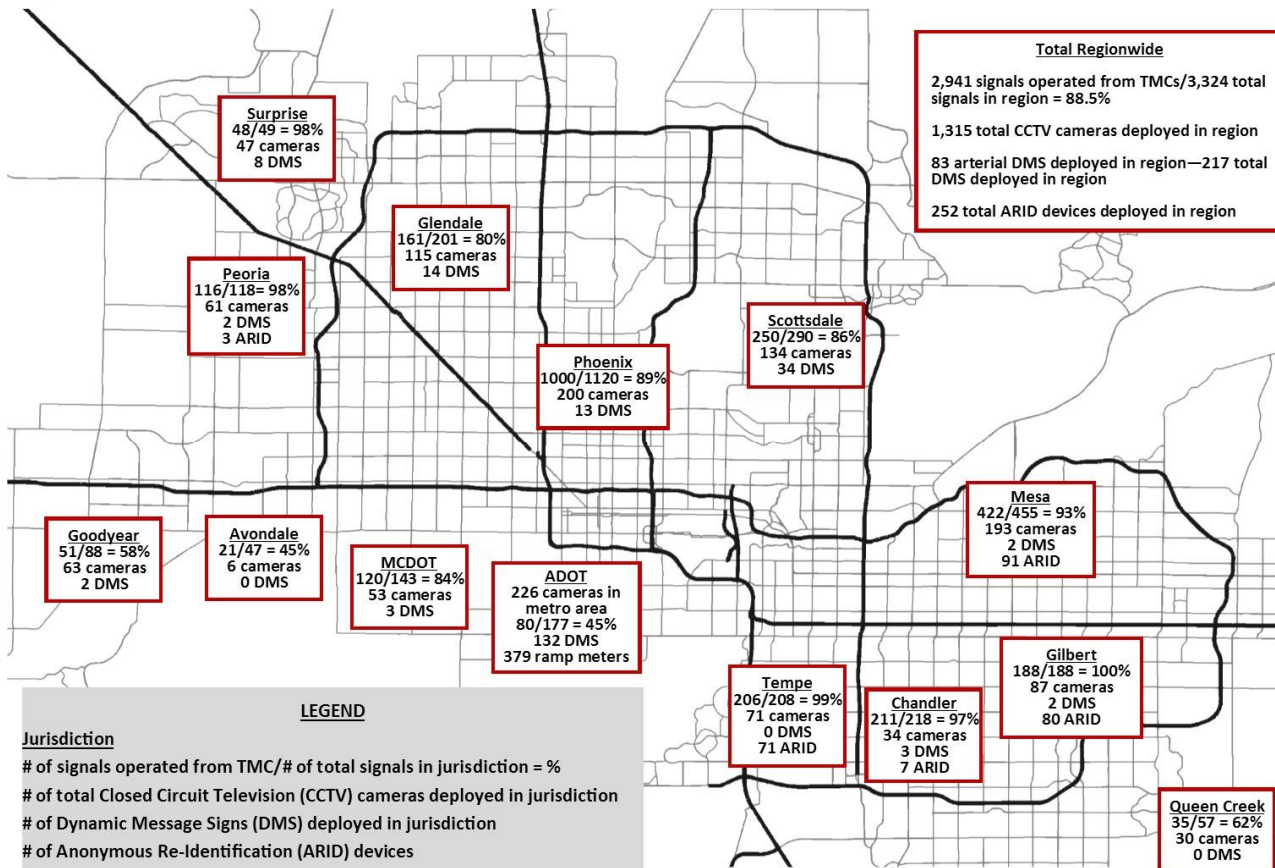 Total Regionwide
2,941 signals operated from TMCs/3,324 total
signals in region = 88.5%
1,315 total CCTV cameras deployed in region
83 arterial DMS deployed in region—217 total
DMS deployed in region
252 total ARID devices deployed in region
Surprise
48/49 = 98%
47 cameras
8 DMS
Glendale
161/201 = 80%
115 cameras
14 DMS
Peoria
116/118= 98%
61 cameras
2 DMS
3 ARID
Scottsdale
250/290 = 86%
134 cameras
34 DMS
Phoenix
1000/1120 = 89%
200 cameras
13 DMS
Mesa
422/455 = 93%
193 cameras
2 DMS
91 ARID
Goodyear
51/88 = 58%
63 cameras
2 DMS
Avondale
21/47 = 45%
6 cameras
0 DMS
MCDOT
120/143 = 84%
53 cameras
3 DMS
ADOT
226 cameras in
metro area
80/177 = 45%
132 DMS
379 ramp meters
Gilbert
188/188 = 100%
87 cameras
2 DMS
80 ARID
Tempe
206/208 = 99%
71 cameras
0 DMS
71 ARID
Chandler
211/218 = 97%
34 cameras
3 DMS
7 ARID
Queen Creek
35/57 = 62%
30 cameras
0 DMS
LEGEND
Jurisdiction
# of signals operated from TMC/# of total signals in jurisdiction = %
# of total Closed Circuit Television (CCTV) cameras deployed in jurisdiction
# of Dynamic Message Signs (DMS) deployed in jurisdiction
# of Anonymous Re-Identification (ARID) devices